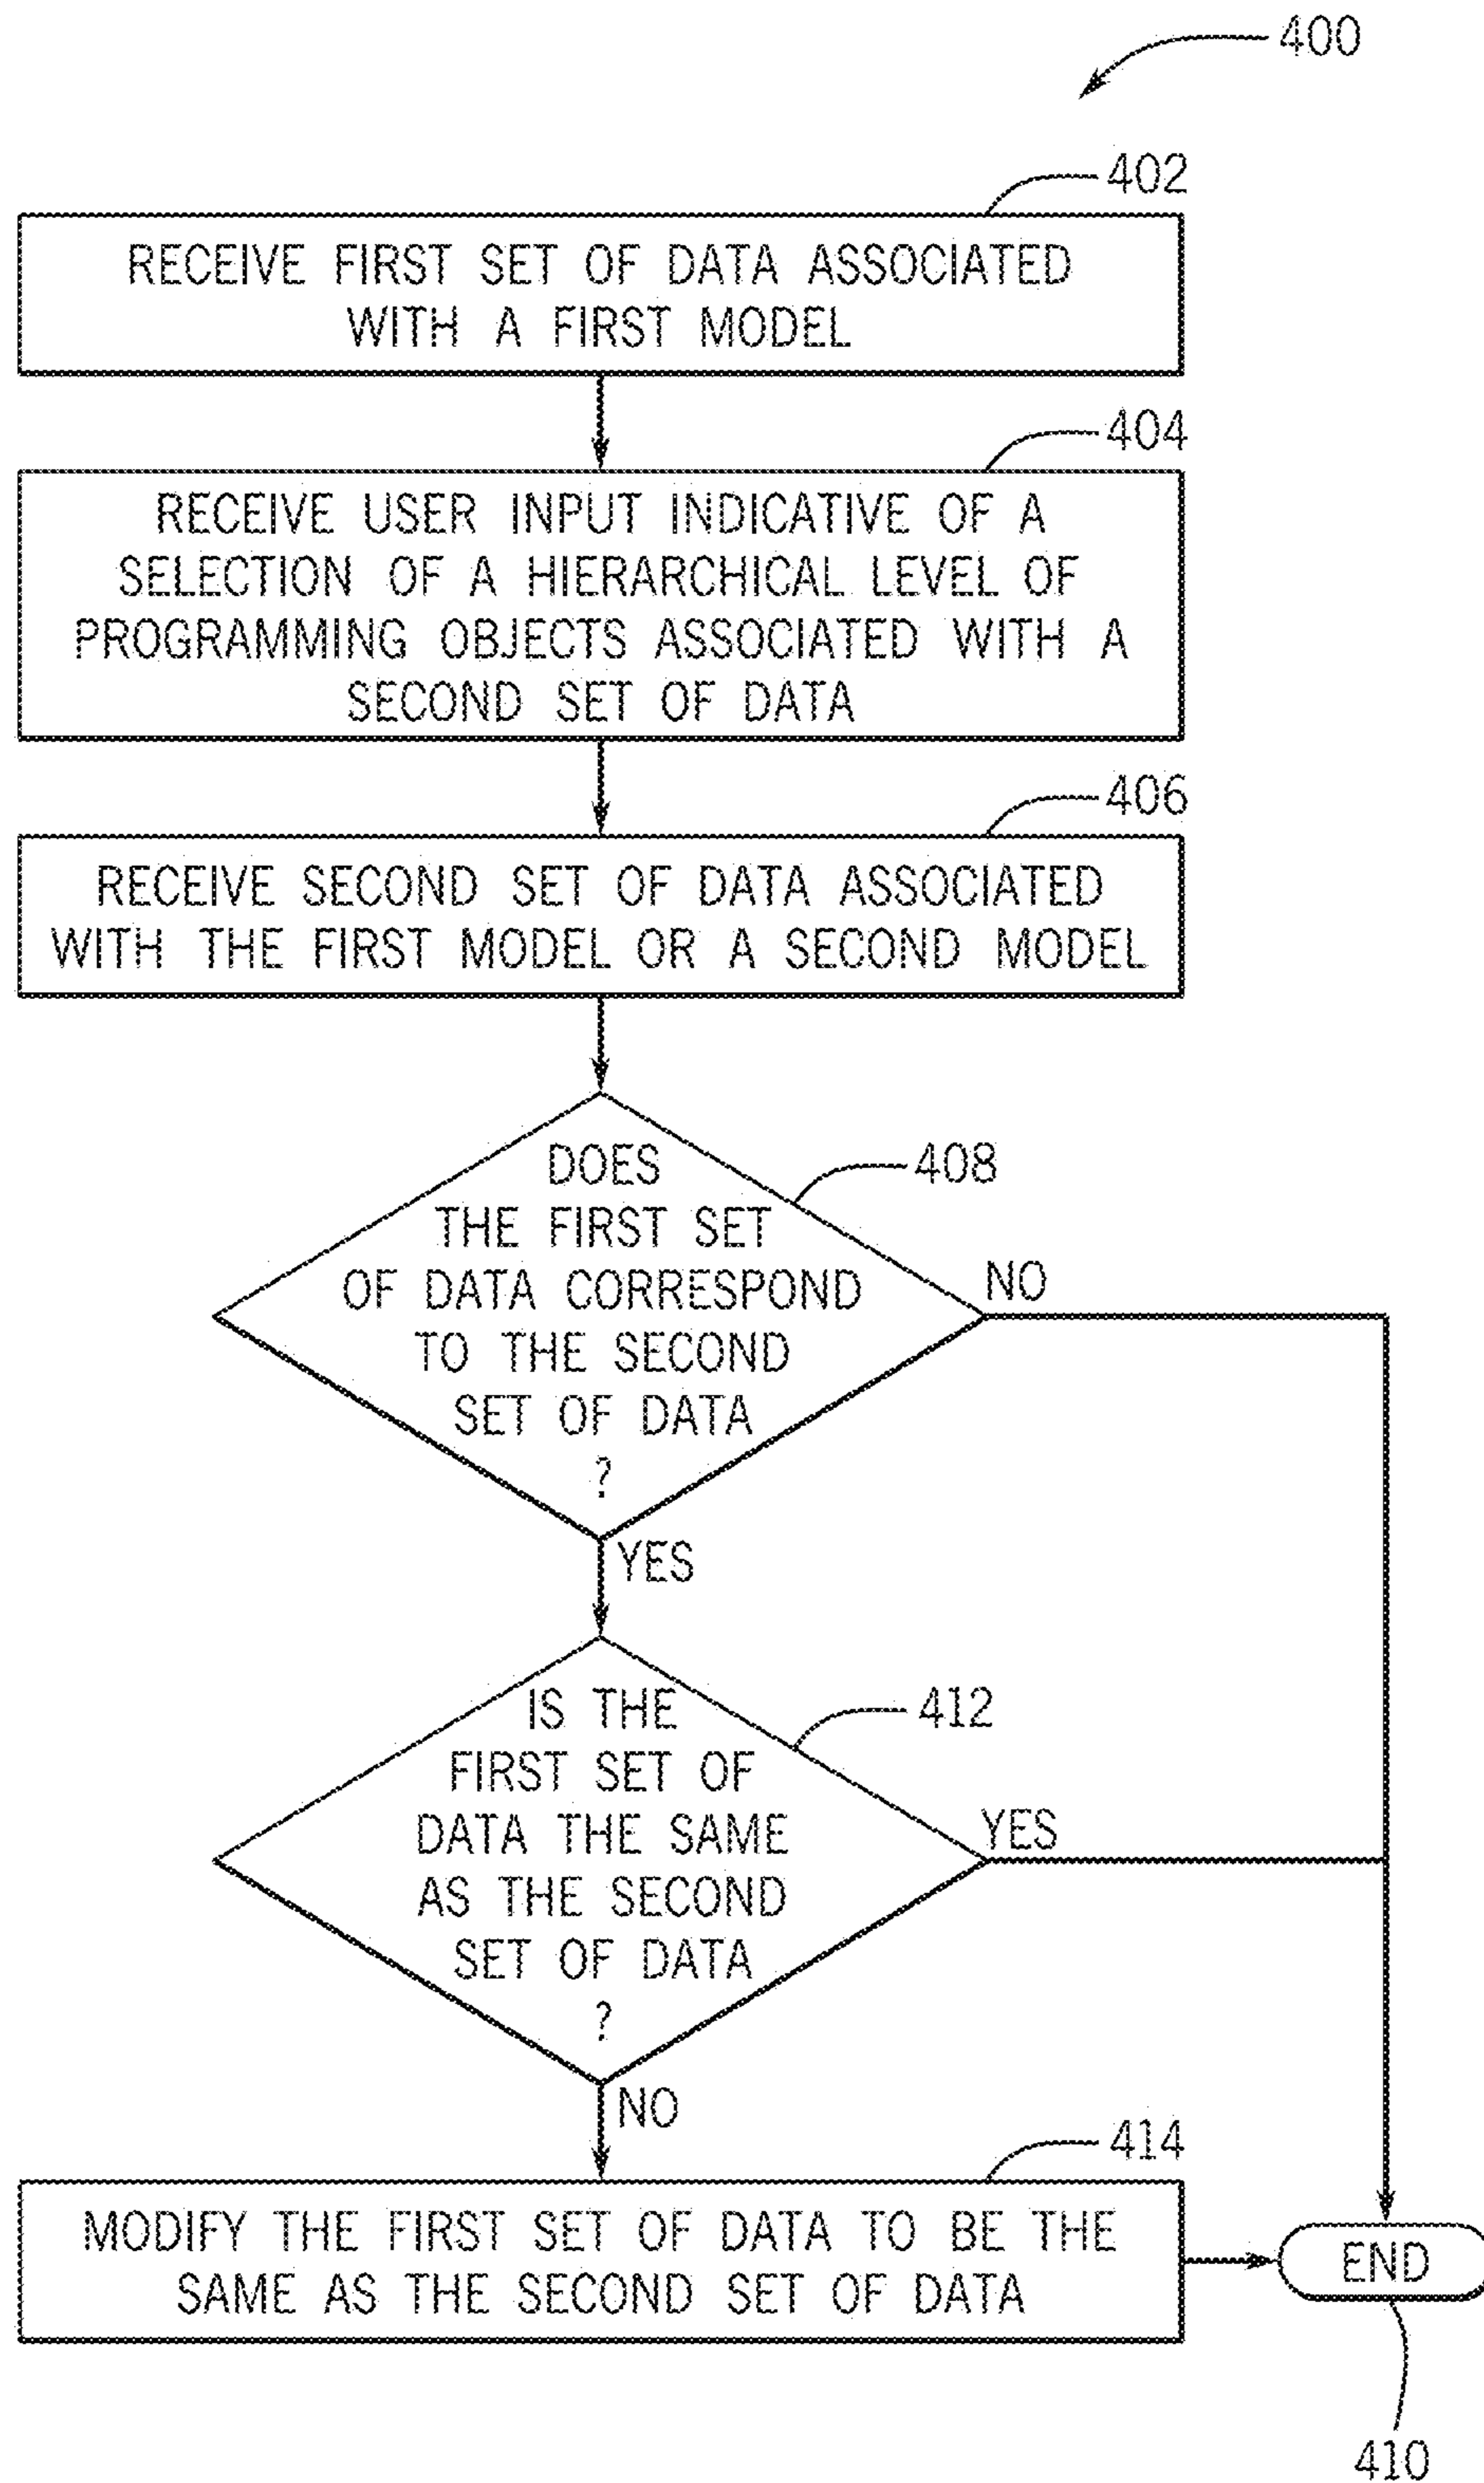 400
402
RECEIVE FIRST SET OF DATA ASSOCIATED
WITH A FIRST MODEL
404
RECEIVE USER INPUT INDICATIVE OF A
SELECTION OF A HIERARCHICAL LEVEL OF
PROGRAMMING OBJECTS ASSOCIATED WITH A
SECOND SET OF DATA
406
RECEIVE SECOND SET OF DATA ASSOCIATED
WITH THE FIRST MODEL OR A SECOND MODEL
408
DOES
THE FIRST SET
OF DATA CORRESPOND
TO THE SECOND
SET OF DATA
?
NO
YES
412
IS THE
FIRST SET OF
DATA THE SAME
AS THE SECOND
SET OF DATA
?
YES
NO
414
MODIFY THE FIRST SET OF DATA TO BE THE
SAME AS THE SECOND SET OF DATA
END
410